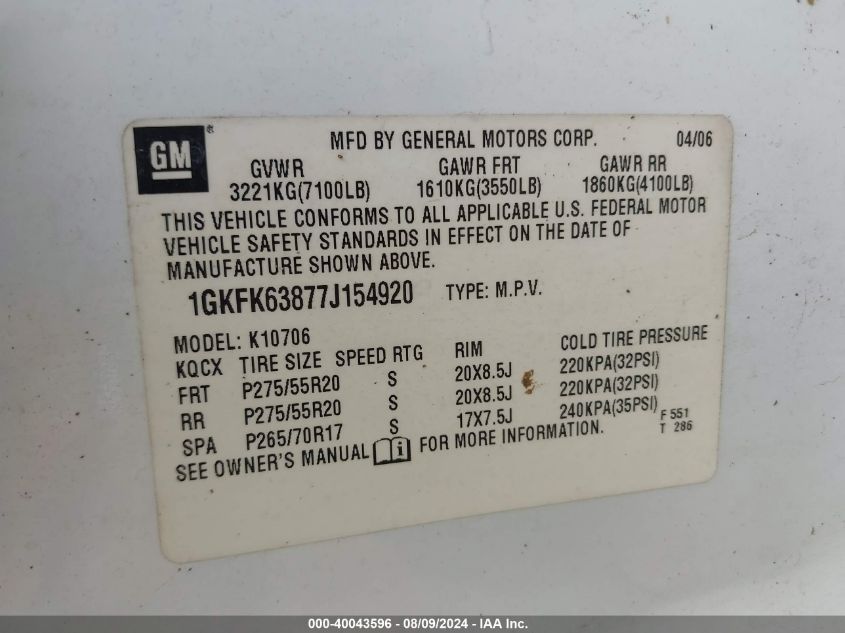 GM ® MFD BY GENERAL MOTORS CORP. 04/06
GVWR GAWR FRT GAWR RR
3221KG(7100LB) 1610KG(3550LB) 1860KG(4100LB)
THIS VEHICLE CONFORMS TO ALL APPLICABLE U.S. FEDERAL MOTOR
VEHICLE SAFETY STANDARDS IN EFFECT ON THE DATE OF
MANUFACTURE SHOWN ABOVE.
1GKFK63877J154920 TYPE: M.P.V.
MODEL: K10706
KQCX TIRE SIZE SPEED RTG RIM COLD TIRE PRESSURE
FRT P275/55R20 S 20X8.5J 220KPA(32PSI)
RR P275/55R20 S 20X8.5J 220KPA(32PSI)
SPA P265/70R17 S 17X7.5J 240KPA(35PSI)
SEE OWNER'S MANUAL i FOR MORE INFORMATION.
F 551
T 286
000-40043596 - 08/09/2024 - IAA Inc.